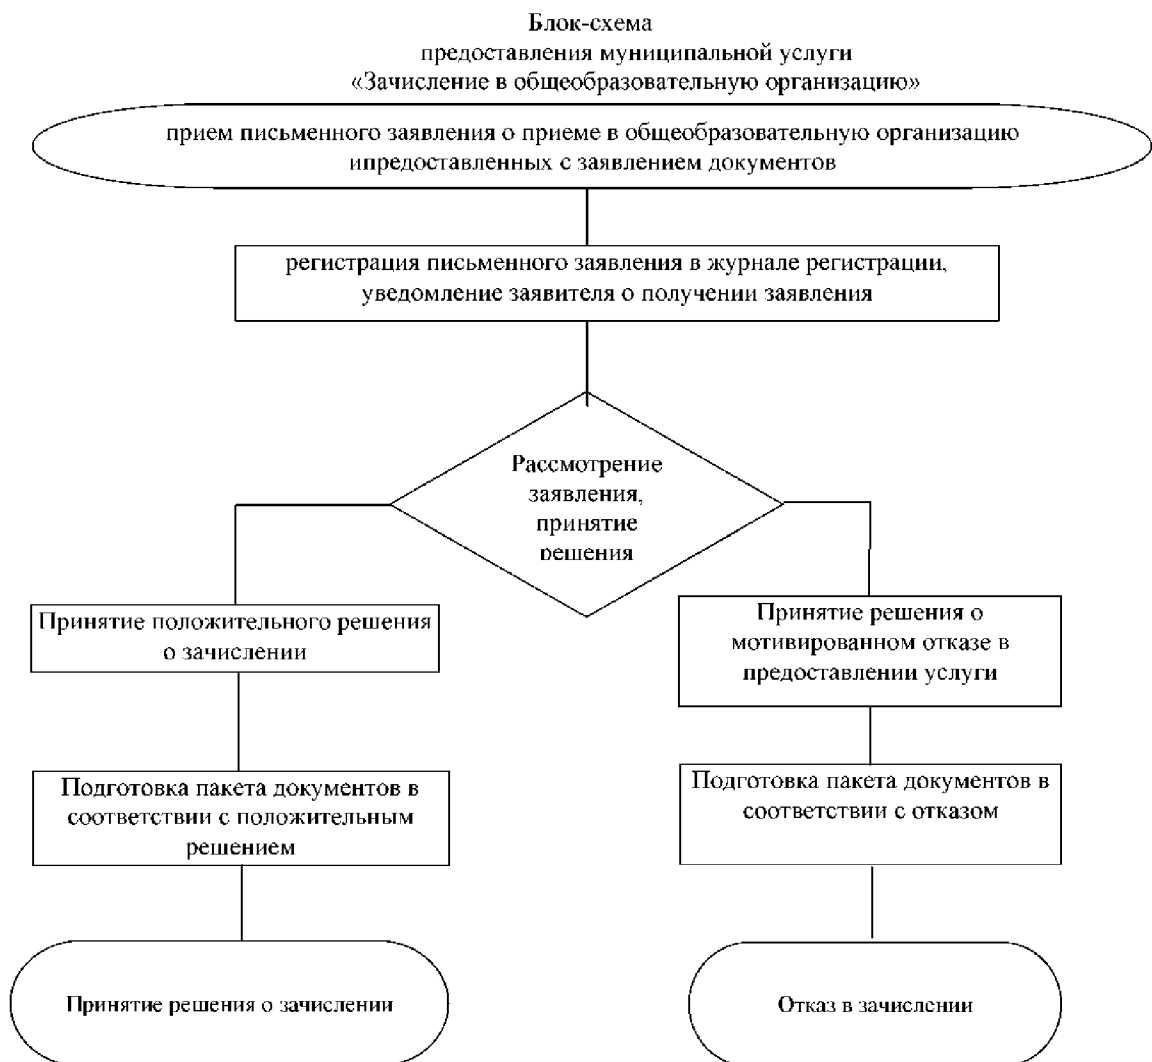 Блок-схема
предоставления муниципальной услуги
«Зачисление в общеобразовательную организацию»
прием письменного заявления о приеме в общеобразовательную организацию
ипредоставленных с заявлением документов
регистрация письменного заявления в журнале регистрации,
уведомление заявителя о получении заявления
Рассмотрение
заявления,
принятие
решения
Принятие положительного решения
о зачислении
Принятие решения о
мотивированном отказе в
предоставлении услуги
Подготовка пакета документов в
соответствии с положительным
решением
Подготовка пакета документов в
соответствии с отказом
Принятие решения о зачислении
Отказ в зачислении